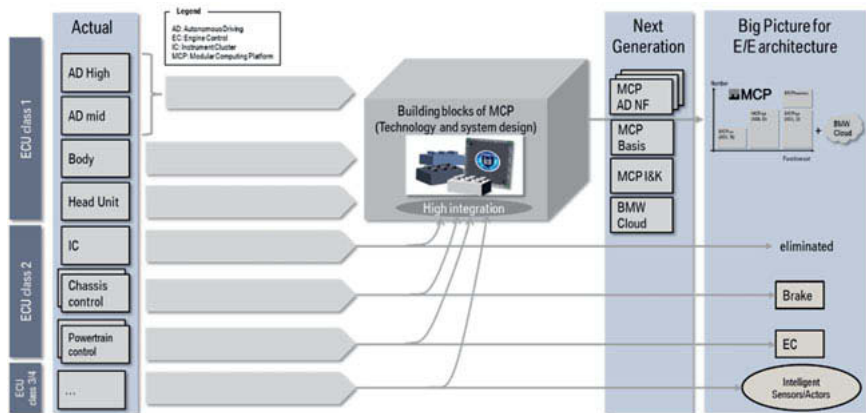 Actual
Legend
AD: Autonomous Driving
EC: Engine Control
IC: Instrument Cluster
MCP: Modular Computing Platform
Next
Generation
Big Picture for
E/E architecture
ECU class 1
AD High
AD mid
Body
Head Unit
Building blocks of MCP
(Technology and system design)
High integration
MCP
AD NF
MCP
Basis
MCP I&K
BMW
Cloud
Number
MCP
BMW
Cloud
+
Functions
ECU class 2
IC
Chassis
control
Powertrain
control
eliminated
Brake
EC
ECU
class 3/4
...
Intelligent
Sensors/Actors